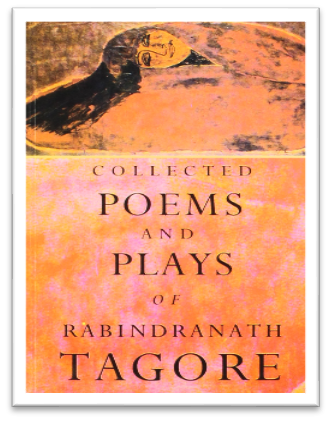 COLLECTED
POEMS
AND
PLAYS
OF
RABINDRANATH
TAGORE